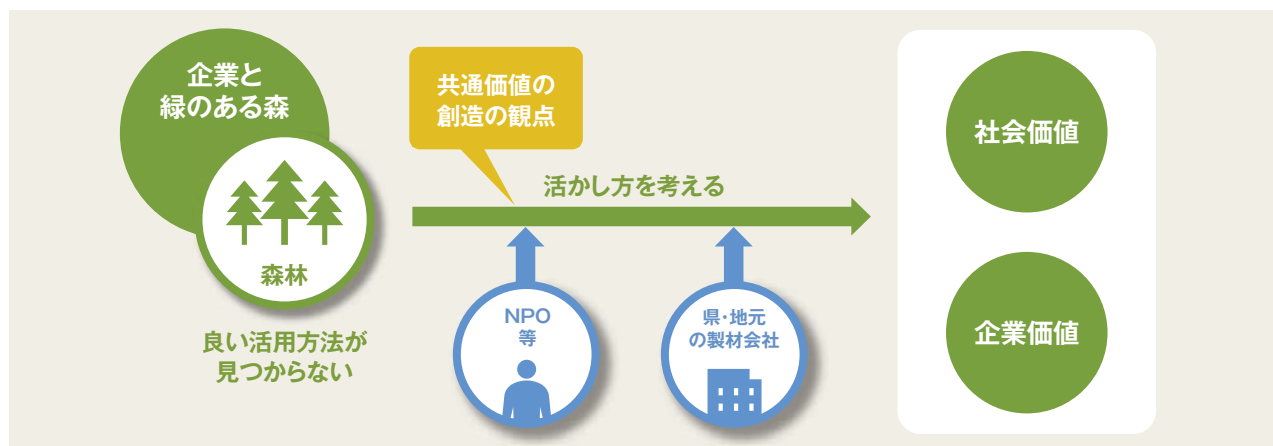 企業と
緑のある森
森林
良い活用方法が
見つからない
共通価値の
創造の観点
活かし方を考える
NPO
等
県・地元
の製材会社
社会価値
企業価値